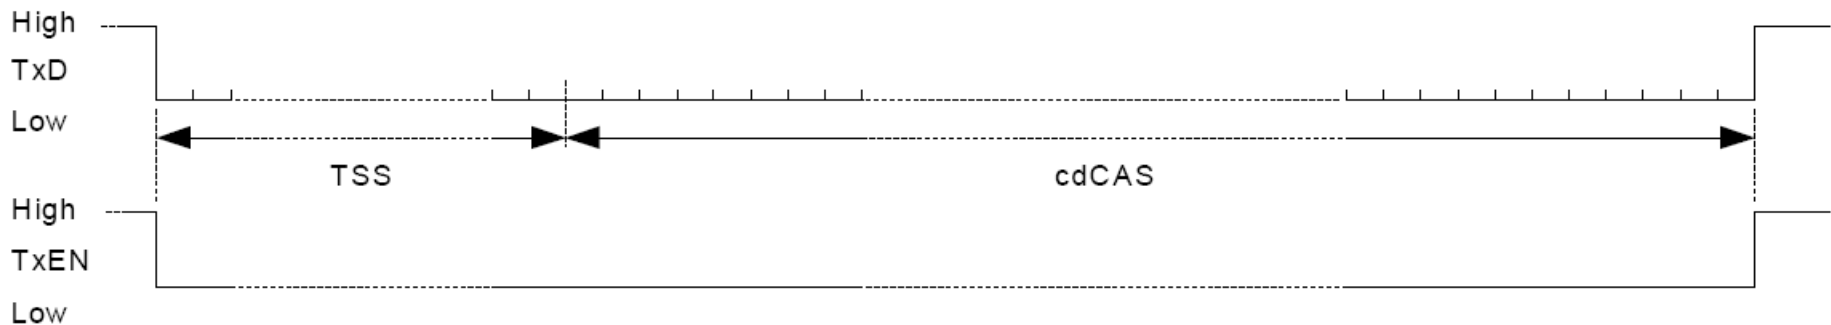 High
TxD
Low
TSS
cdCAS
High
TxEN
Low